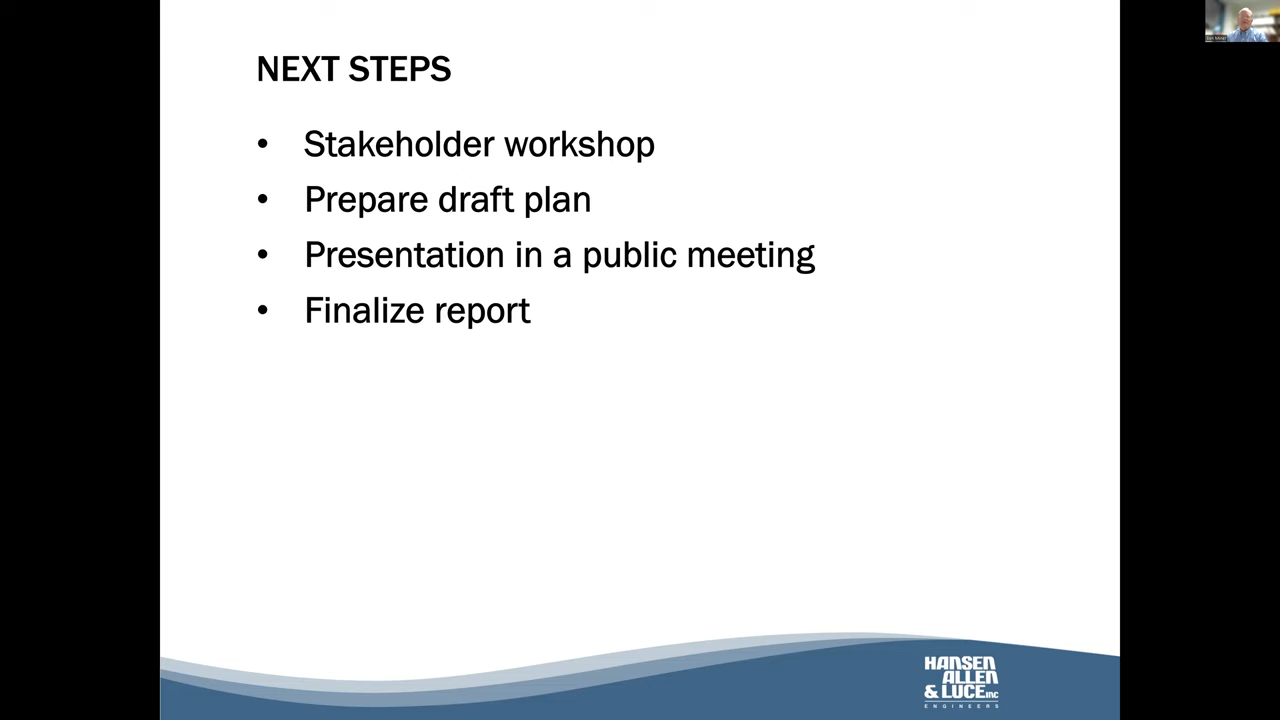 NEXT STEPS
• Stakeholder workshop
• Prepare draft plan
• Presentation in a public meeting
• Finalize report
HANSEN
ALLEN
& LUCE INC
ENGINEERS